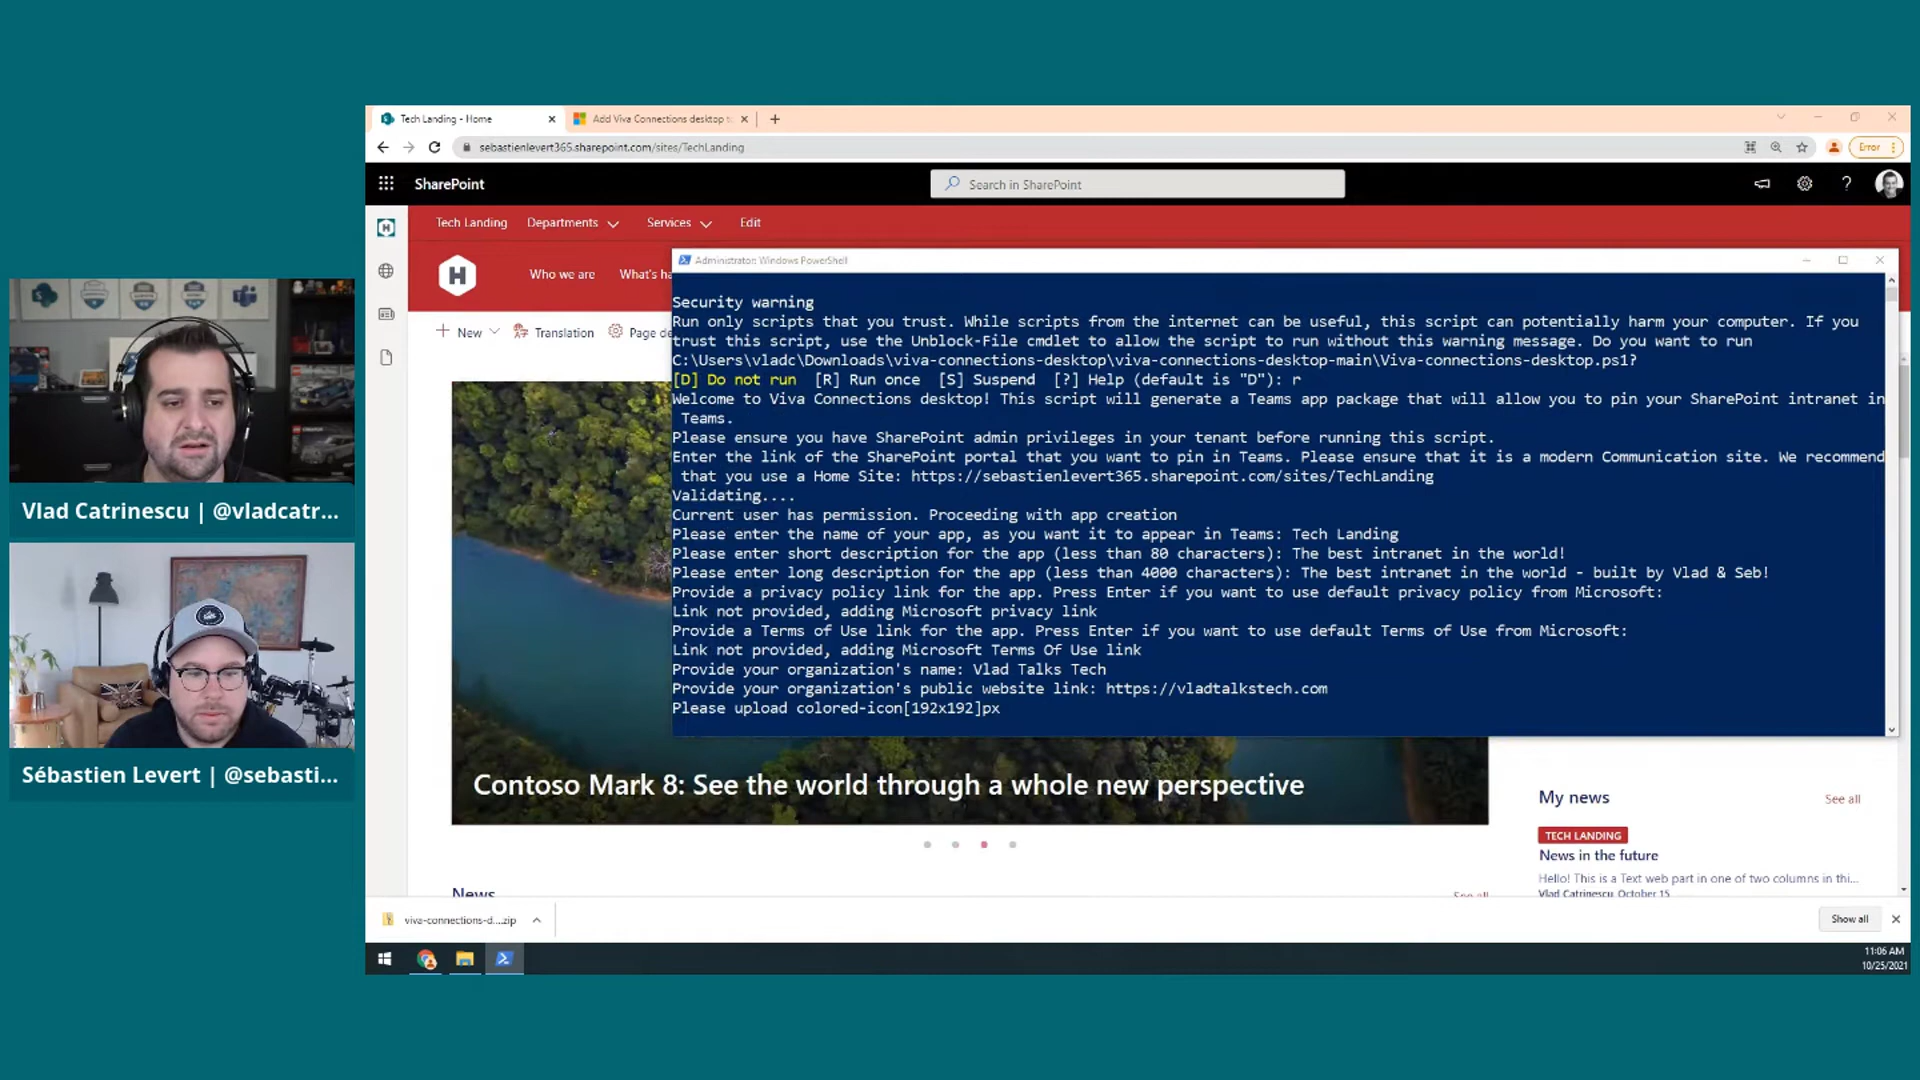 Tech Landing - Home
Add Viva Connections desktop t
sebastienlevert365.sharepoint.com/sites/TechLanding
Error
SharePoint
Search in SharePoint
Tech Landing
Departments
Services
Edit
H
Who we are
What's ha
New
Translation
Page de
Administrator: Windows PowerShell
Security warning
Run only scripts that you trust. While scripts from the internet can be useful, this script can potentially harm your computer. If you
trust this script, use the Unblock-File cmdlet to allow the script to run without this warning message. Do you want to run
C:\Users\vladc\Downloads\viva-connections-desktop\viva-connections-desktop-main\Viva-connections-desktop.ps1?
[D] Do not run  [R] Run once  [S] Suspend  [?] Help (default is "D"): r
Welcome to Viva Connections desktop! This script will generate a Teams app package that will allow you to pin your SharePoint intranet in
Teams.
Please ensure you have SharePoint admin privileges in your tenant before running this script.
Enter the link of the SharePoint portal that you want to pin in Teams. Please ensure that it is a modern Communication site. We recommend
that you use a Home Site: https://sebastienlevert365.sharepoint.com/sites/TechLanding
Validating....
Current user has permission. Proceeding with app creation
Please enter the name of your app, as you want it to appear in Teams: Tech Landing
Please enter short description for the app (less than 80 characters): The best intranet in the world!
Please enter long description for the app (less than 4000 characters): The best intranet in the world - built by Vlad & Seb!
Provide a privacy policy link for the app. Press Enter if you want to use default privacy policy from Microsoft:
Link not provided, adding Microsoft privacy link
Provide a Terms of Use link for the app. Press Enter if you want to use default Terms of Use from Microsoft:
Link not provided, adding Microsoft Terms Of Use link
Provide your organization's name: Vlad Talks Tech
Provide your organization's public website link: https://vladtalkstech.com
Please upload colored-icon[192x192]px
Contoso Mark 8: See the world through a whole new perspective
My news
See all
TECH LANDING
News in the future
Hello! This is a Text web part in one of two columns in thi...
Vlad Catrinescu October 15
News
See all
viva-connections-d....zip
Show all
11:06 AM
10/25/2021
Vlad Catrinescu | @vladcatr...
Sébastien Levert | @sebasti...